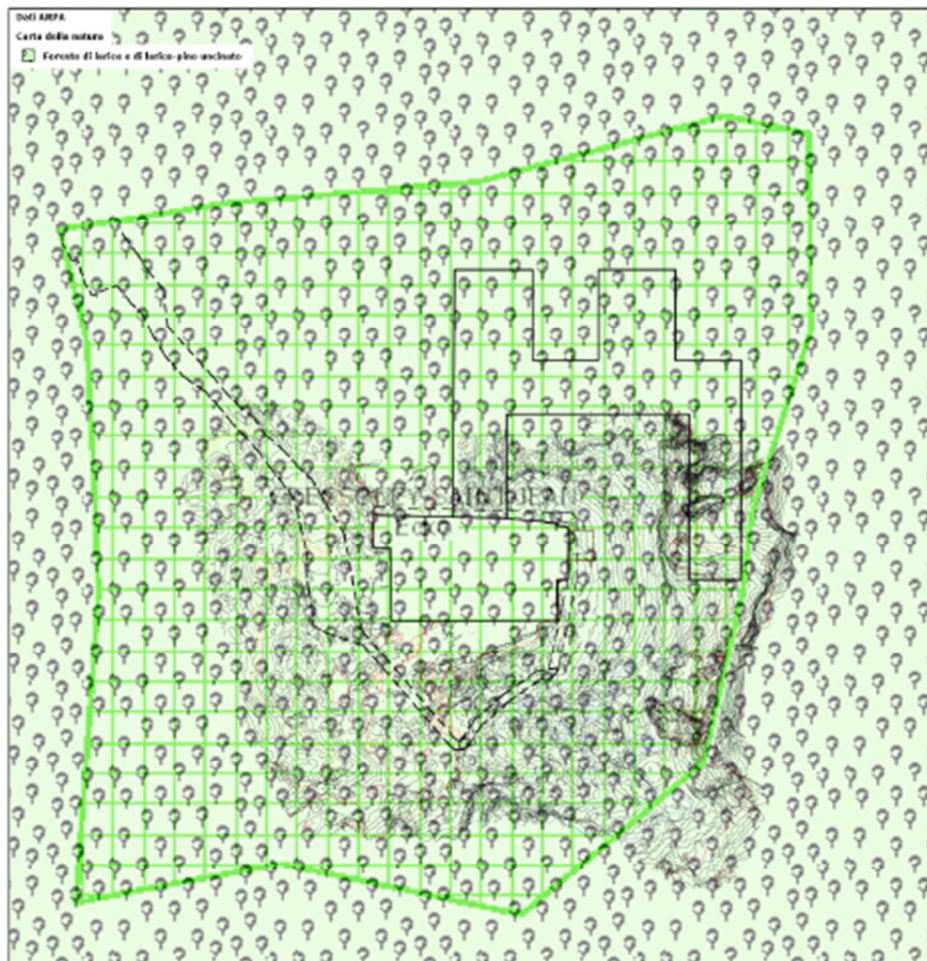 Dati ARPA
Carta della natura
Foreste di larice e di larice-pino uncinato